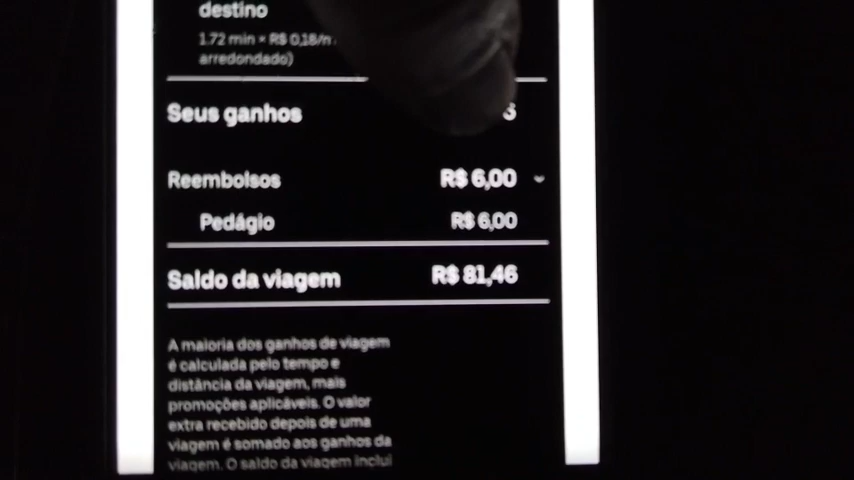 destino
1.72 min × R$ 0,18/m
arredondado)
Seus ganhos
Reembolsos R$ 6,00
Pedágio R$ 6,00
Saldo da viagem R$ 81,46
A maioria dos ganhos de viagem
é calculada pelo tempo e
distância da viagem, mais
promoções aplicáveis. O valor
extra recebido depois de uma
viagem é somado aos ganhos da
viagem. O saldo da viagem inclui